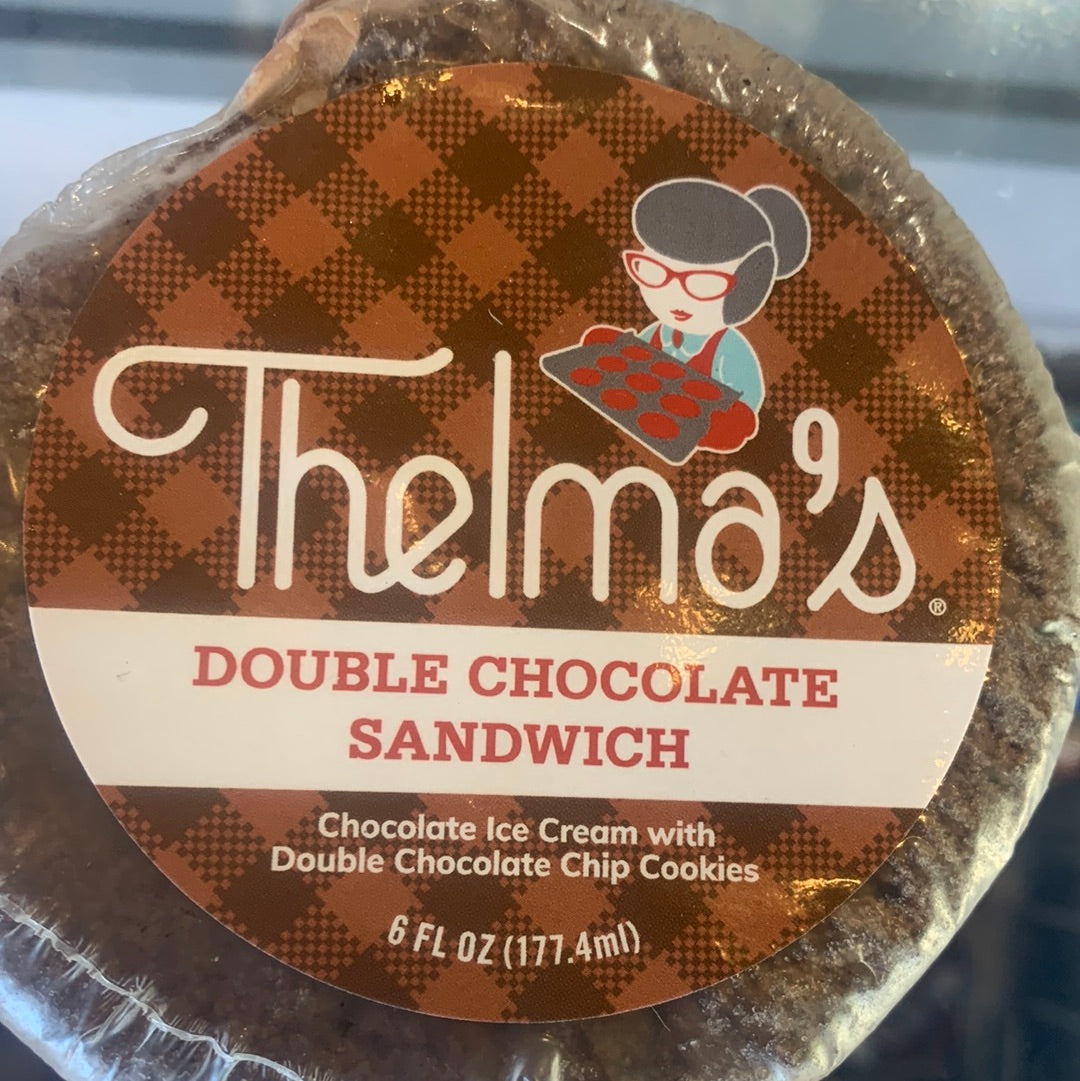 Thelma's®
DOUBLE CHOCOLATE
SANDWICH
Chocolate Ice Cream with
Double Chocolate Chip Cookies
6 FL OZ (177.4ml)